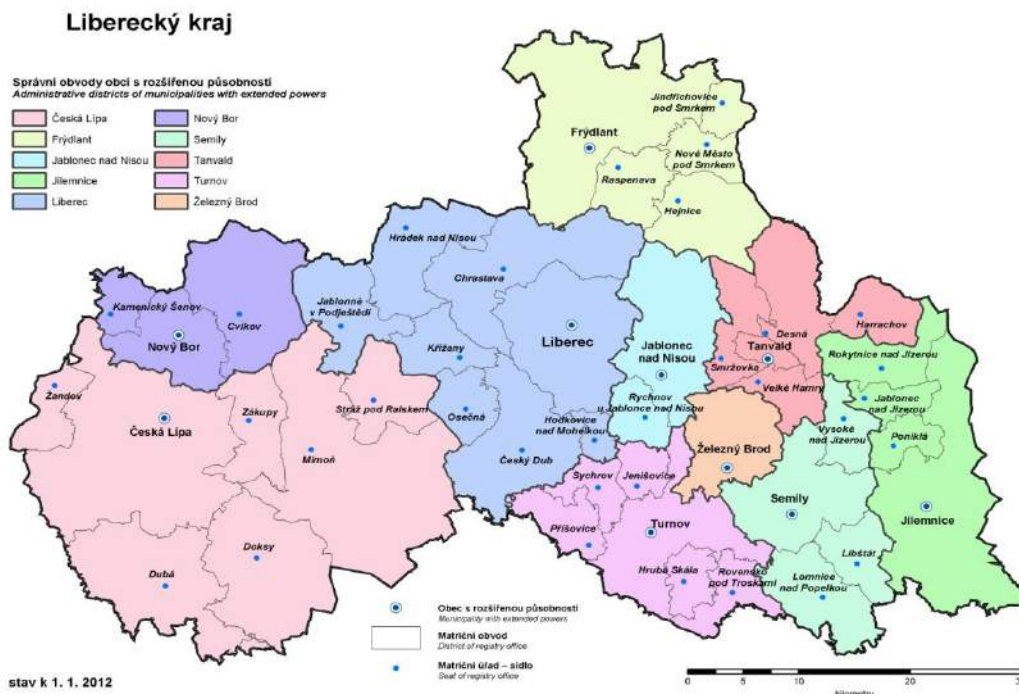 Liberecký kraj
Správní obvody obcí s rozšířenou působností
Administrative districts of municipalities with extended powers
Česká Lípa
Nový Bor
Frýdlant
Semily
Jablonec nad Nisou
Tanvald
Jilemnice
Turnov
Liberec
Železný Brod
Jindřichovice
pod Smrkem
Frýdlant
Nové Město
pod Smrkem
Raspenava
Hejnice
Hrádek nad Nisou
Chrastava
Kamenický Šenov
Cvikov
Jablonné
v Podještědí
Nový Bor
Liberec
Křižany
Jablonec
nad Nisou
Desná
Tanvald
Harrachov
Smržovka
Rokytnice nad Jizerou
Velké Hamry
Žandov
Stráž pod Ralskem
Rychnov
u Jablonce nad Nisou
Jablonec
nad Jizerou
Zákupy
Česká Lípa
Osečná
Hodkovice
nad Mohelkou
Vysoké
nad Jizerou
Poniklá
Mimoň
Český Dub
Železný Brod
Sychrov
Jenišovice
Semily
Jilemnice
Příšovice
Turnov
Doksy
Dubá
Hrubá Skála
Rovensko
pod Troskami
Libštát
Lomnice
nad Popelkou
Obec s rozšířenou působností
Municipality with extended powers
Matriční obvod
District of registry office
Matriční úřad – sídlo
Seat of registry office
stav k 1. 1. 2012
0 5 10 20